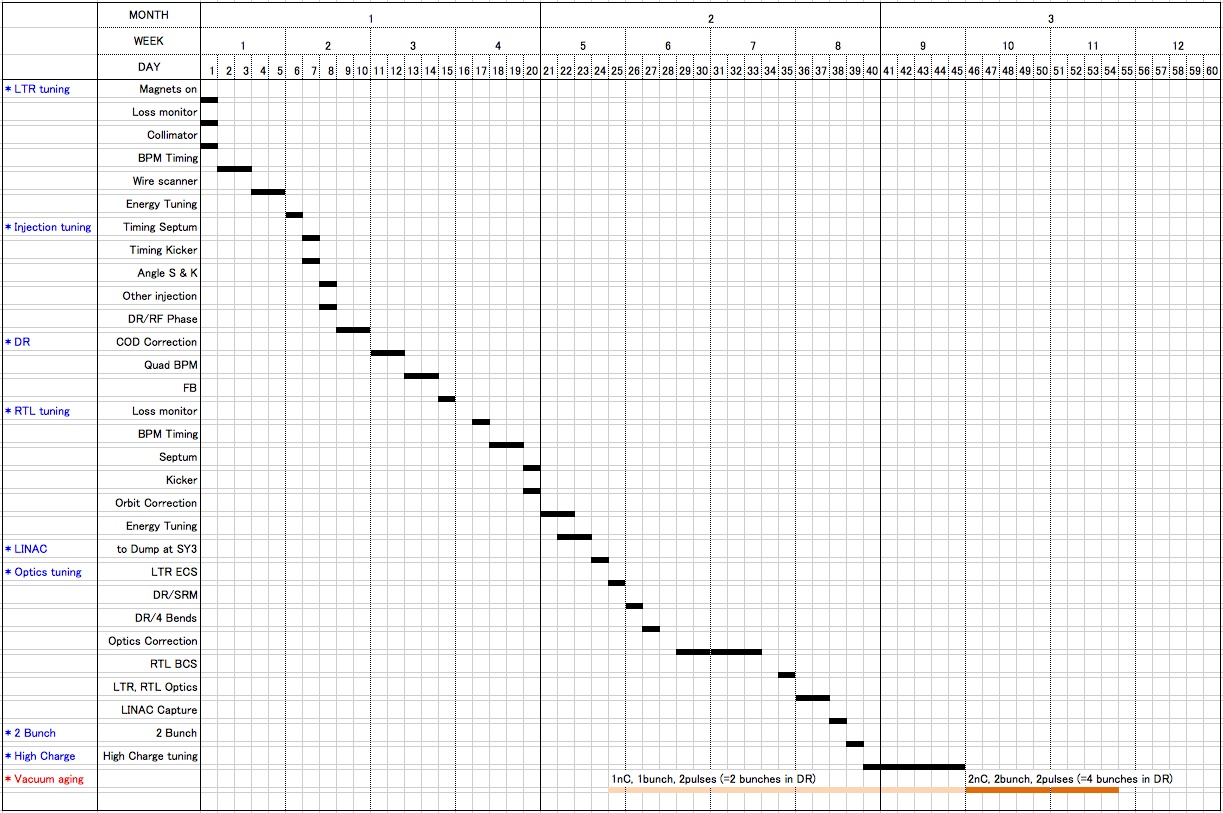 MONTH 1 2 3
WEEK 1 2 3 4 5 6 7 8 9 10 11 12
DAY 1 2 3 4 5 6 7 8 9 10 11 12 13 14 15 16 17 18 19 20 21 22 23 24 25 26 27 28 29 30 31 32 33 34 35 36 37 38 39 40 41 42 43 44 45 46 47 48 49 50 51 52 53 54 55 56 57 58 59 60
* LTR tuning Magnets on
Loss monitor
Collimator
BPM Timing
Wire scanner
Energy Tuning
* Injection tuning Timing Septum
Timing Kicker
Angle S & K
Other injection
DR/RF Phase
* DR COD Correction
Quad BPM
FB
* RTL tuning Loss monitor
BPM Timing
Septum
Kicker
Orbit Correction
Energy Tuning
* LINAC to Dump at SY3
* Optics tuning LTR ECS
DR/SRM
DR/4 Bends
Optics Correction
RTL BCS
LTR, RTL Optics
LINAC Capture
* 2 Bunch 2 Bunch
* High Charge High Charge tuning
* Vacuum aging 1nC, 1bunch, 2pulses (=2 bunches in DR) 2nC, 2bunch, 2pulses (=4 bunches in DR)